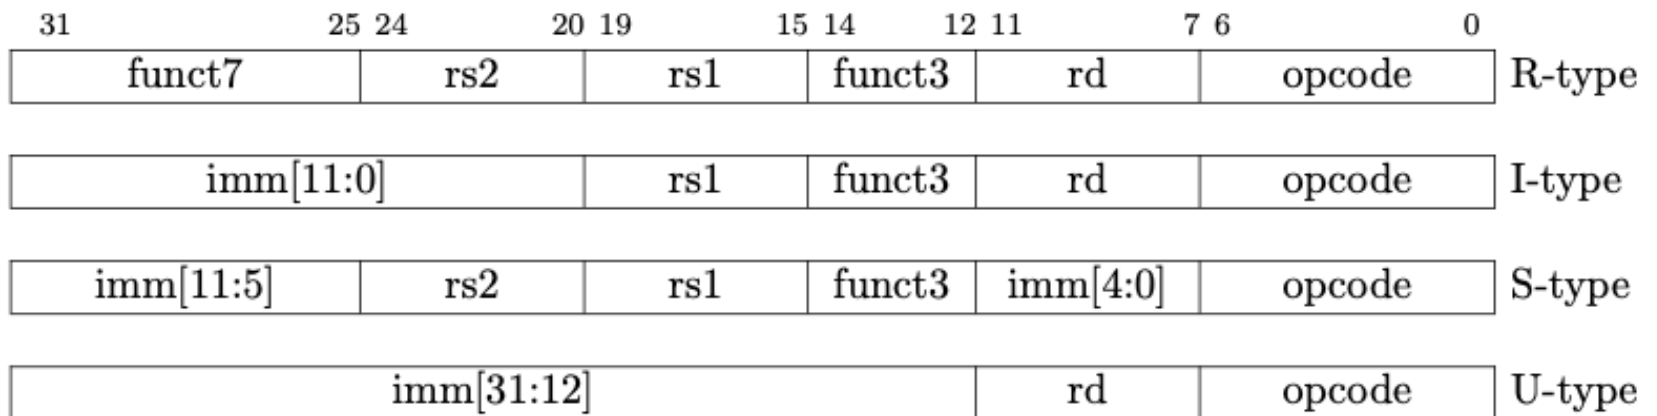 31 25 24 20 19 15 14 12 11 7 6 0
funct7 rs2 rs1 funct3 rd opcode R-type
imm[11:0] rs1 funct3 rd opcode I-type
imm[11:5] rs2 rs1 funct3 imm[4:0] opcode S-type
imm[31:12] rd opcode U-type